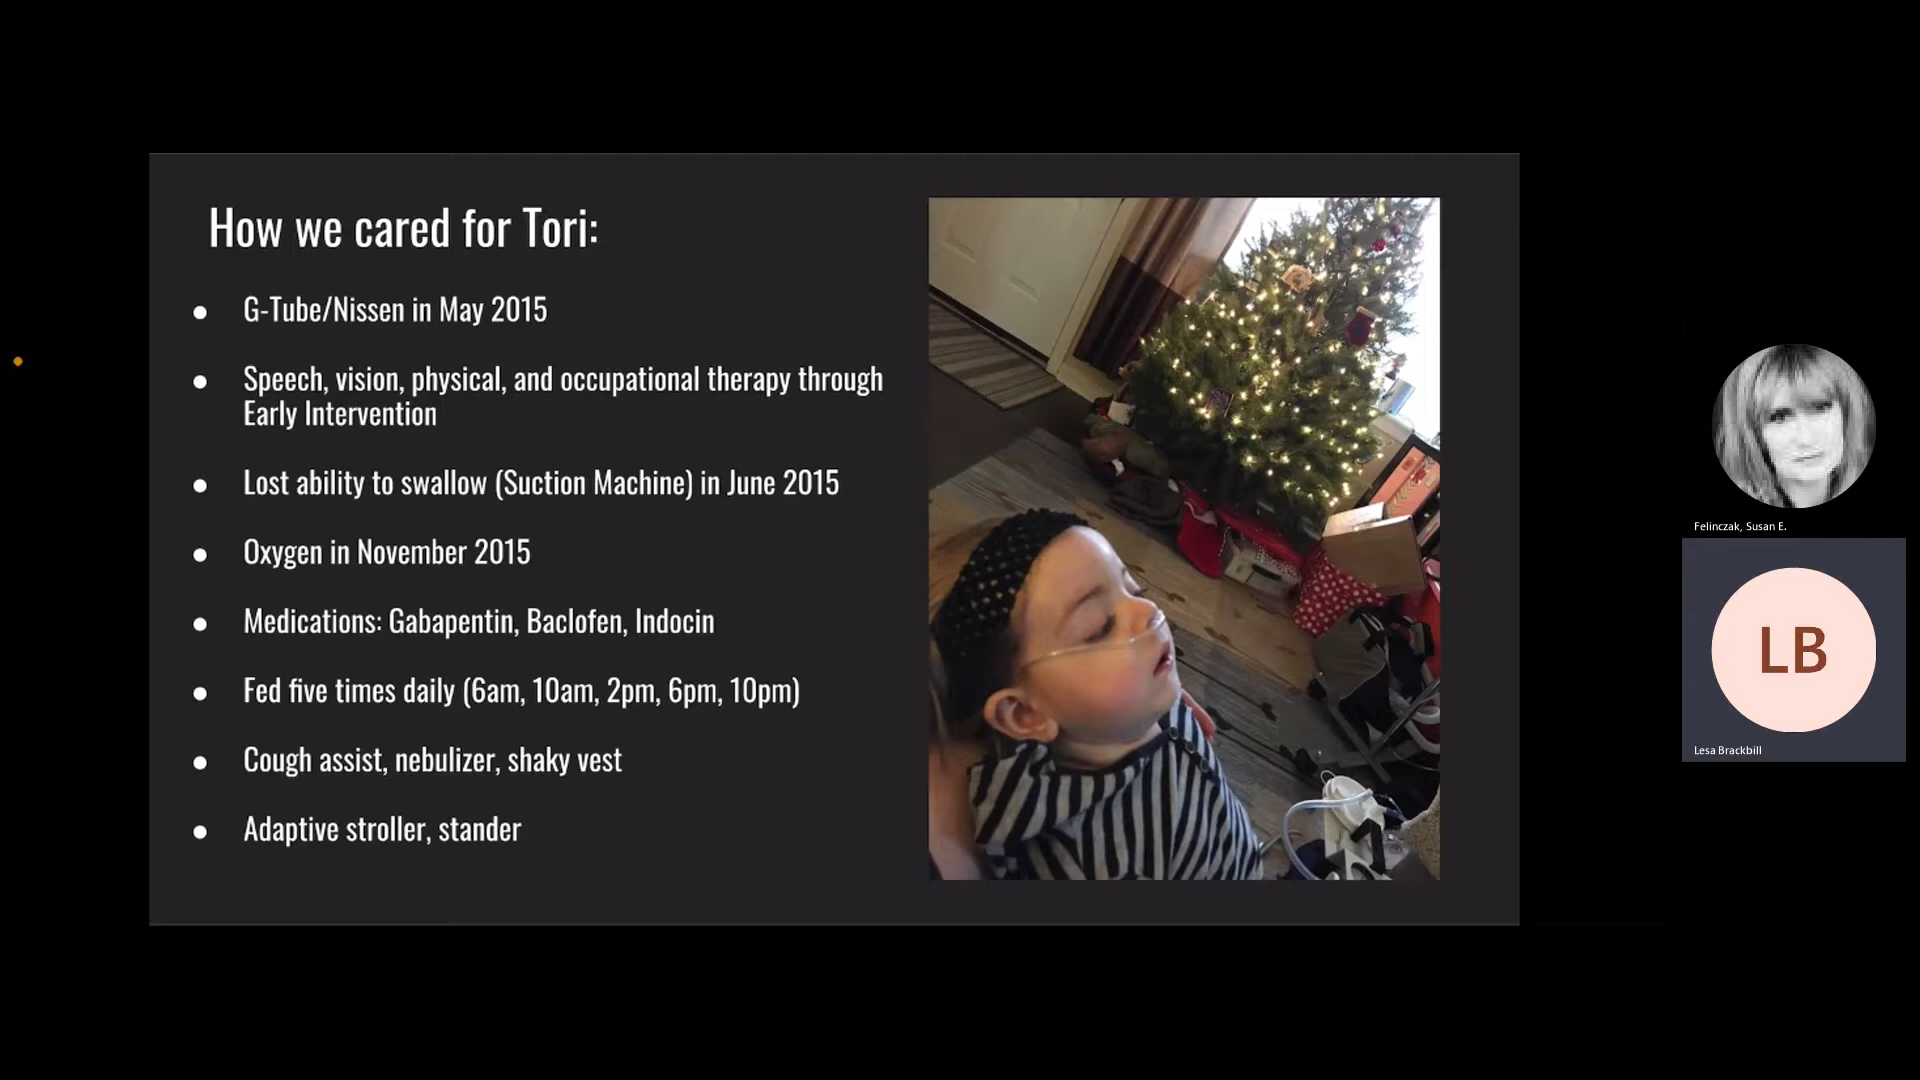 How we cared for Tori:
G-Tube/Nissen in May 2015
Speech, vision, physical, and occupational therapy through
Early Intervention
Lost ability to swallow (Suction Machine) in June 2015
Oxygen in November 2015
Medications: Gabapentin, Baclofen, Indocin
Fed five times daily (6am, 10am, 2pm, 6pm, 10pm)
Cough assist, nebulizer, shaky vest
Adaptive stroller, stander
Felinczak, Susan E.
LB
Lesa Brackbill